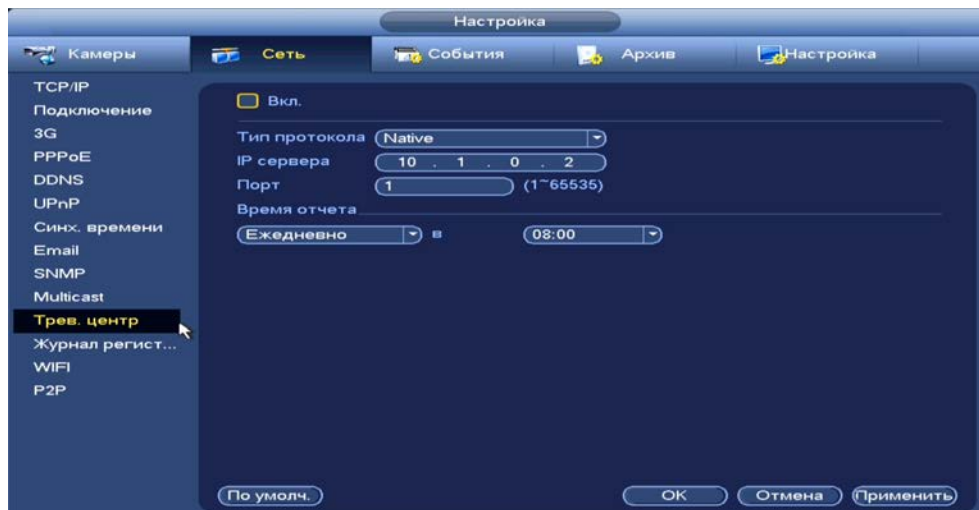 Настройка
Камеры Сеть События Архив Настройка
TCP/IP
Подключение
3G
PPPoE
DDNS
UPnP
Синх. времени
Email
SNMP
Multicast
Трев. центр
Журнал регист...
WIFI
P2P
Вкл.
Тип протокола Native
IP сервера 10 . 1 . 0 . 2
Порт 1 (1~65535)
Время отчета
Ежедневно в 08:00
По умолч. OK Отмена Применить